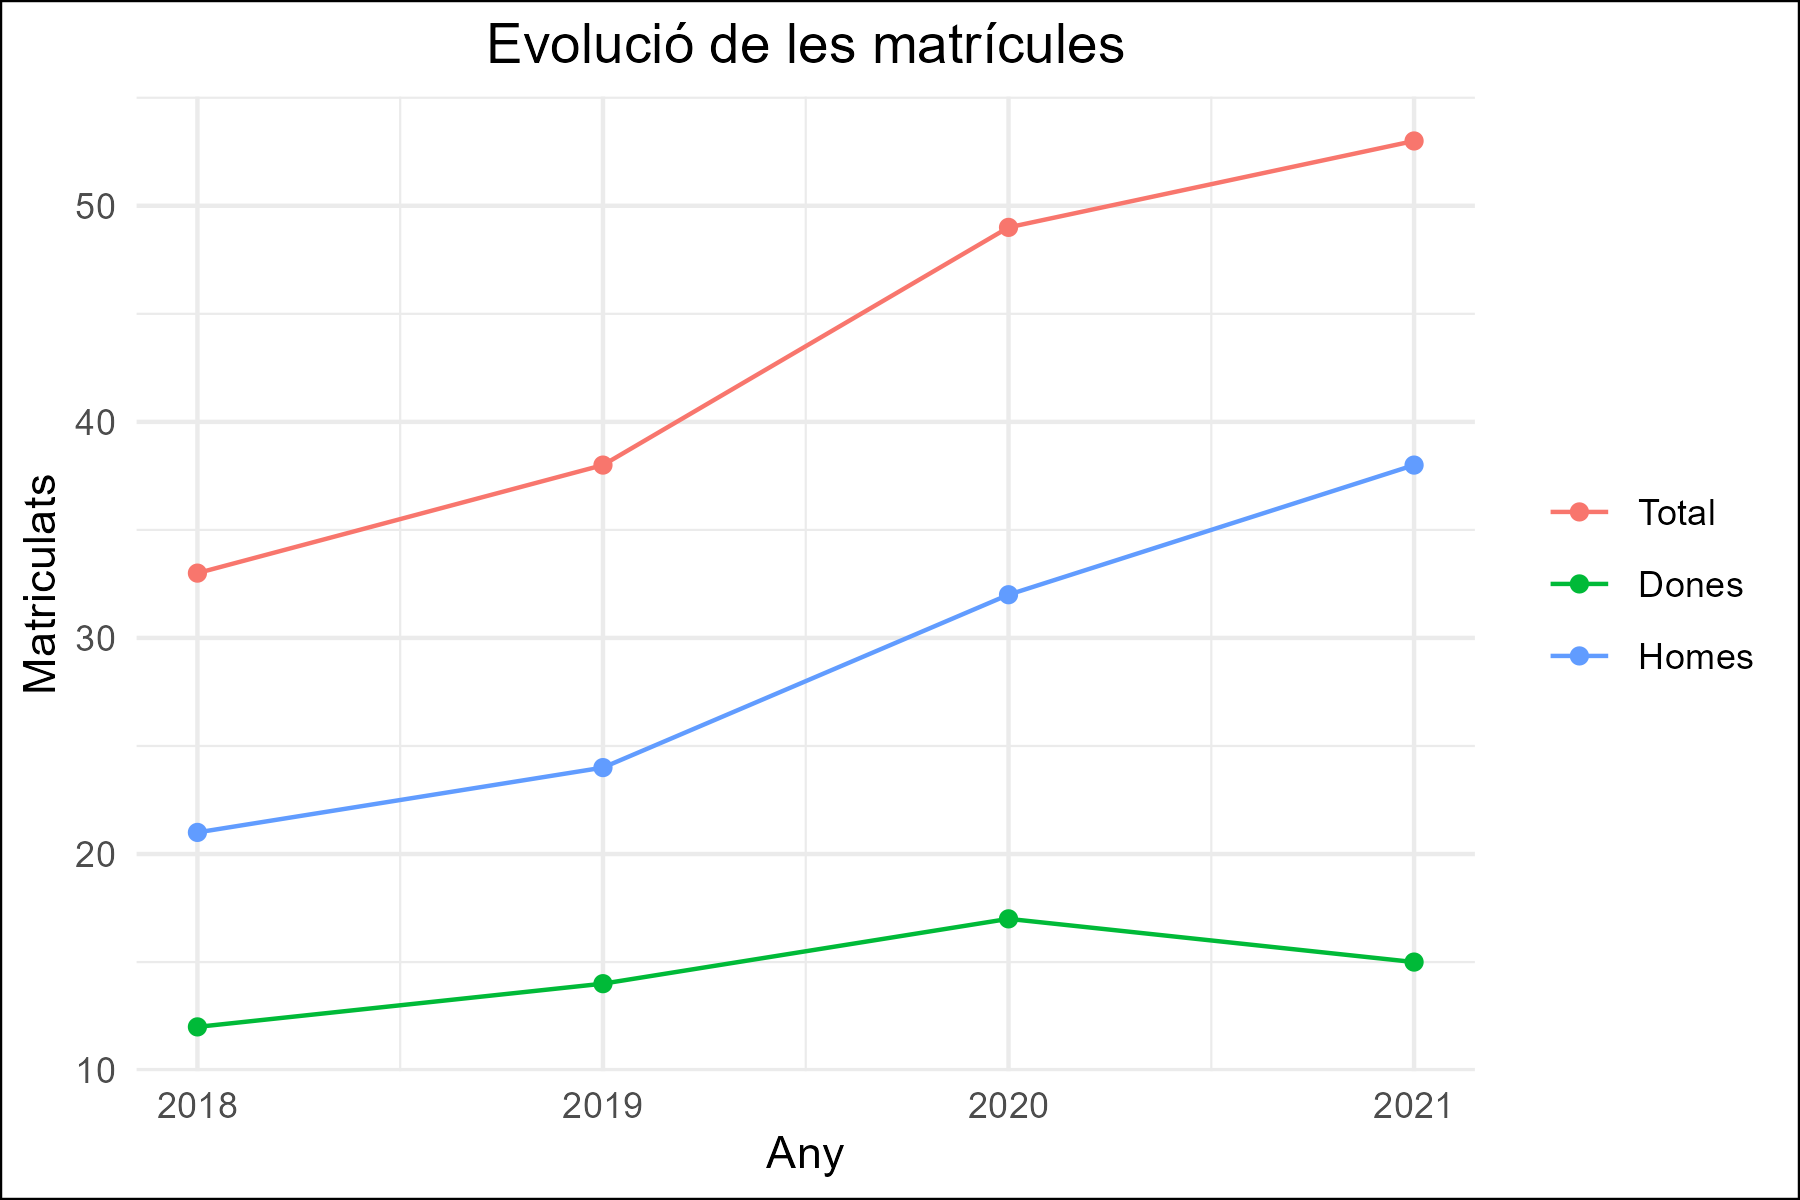 Evolució de les matrícules
Matriculats
50
40
30
20
10
2018 2019 2020 2021
Any
Total
Dones
Homes